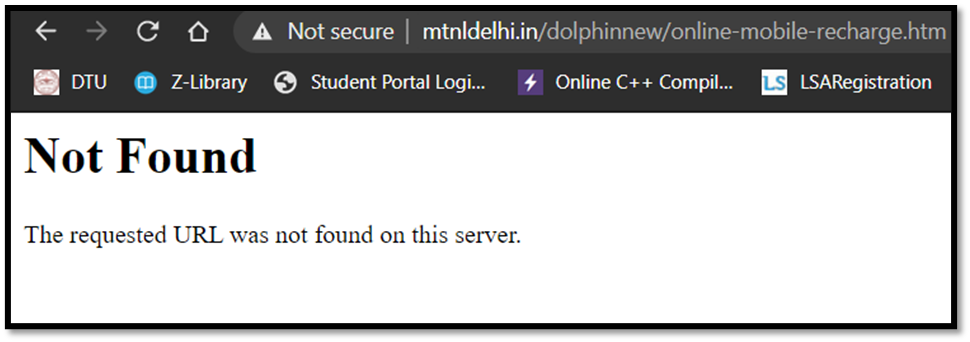 Not secure | mtnldelhi.in/dolphinnew/online-mobile-recharge.htm
DTU Z-Library Student Portal Logi... Online C++ Compil... LS LSARegistration
Not Found
The requested URL was not found on this server.